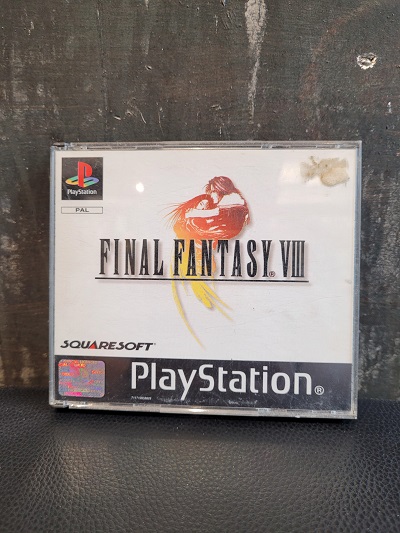 PlayStation
PAL
FINAL FANTASY® VIII
SQUARESOFT
PlayStation®